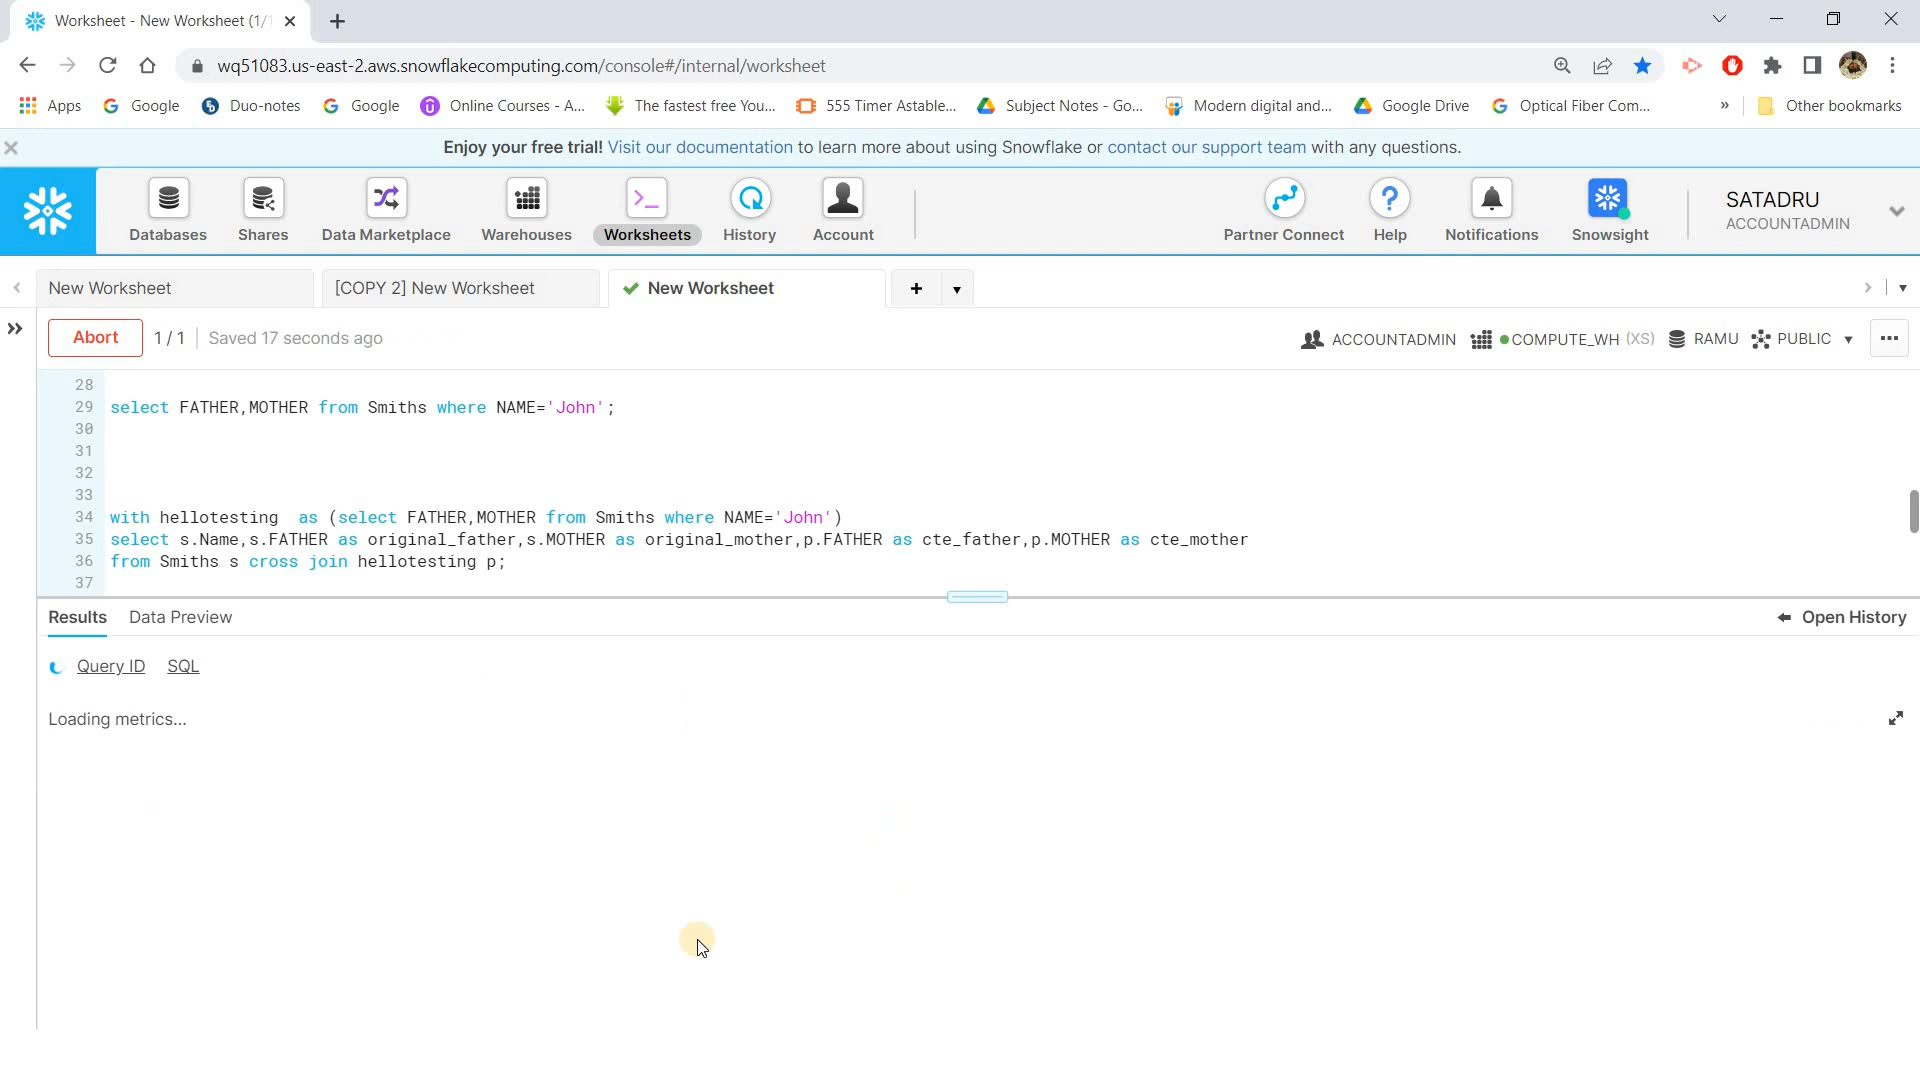 Worksheet - New Worksheet (1/1
wq51083.us-east-2.aws.snowflakecomputing.com/console#/internal/worksheet
Apps Google Duo-notes Google Online Courses - A... The fastest free You... 555 Timer Astable... Subject Notes - Go... Modern digital and... Google Drive Optical Fiber Com... » Other bookmarks
Enjoy your free trial! Visit our documentation to learn more about using Snowflake or contact our support team with any questions.
Databases Shares Data Marketplace Warehouses Worksheets History Account Partner Connect Help Notifications Snowsight
SATADRU
ACCOUNTADMIN
New Worksheet [COPY 2] New Worksheet New Worksheet
Abort 1 / 1 Saved 17 seconds ago ACCOUNTADMIN COMPUTE_WH (XS) RAMU PUBLIC
28
29 select FATHER,MOTHER from Smiths where NAME='John';
30
31
32
33
34 with hellotesting  as (select FATHER,MOTHER from Smiths where NAME='John')
35 select s.Name,s.FATHER as original_father,s.MOTHER as original_mother,p.FATHER as cte_father,p.MOTHER as cte_mother
36 from Smiths s cross join hellotesting p;
37
Results Data Preview Open History
Query ID SQL
Loading metrics...